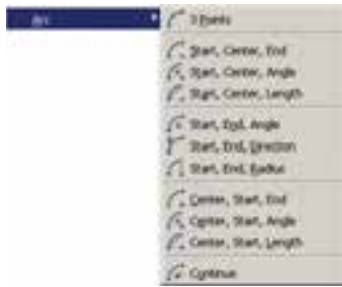 Arc
3 Points
Start, Center, End
Start, Center, Angle
Start, Center, Length
Start, End, Angle
Start, End, Direction
Start, End, Radius
Center, Start, End
Center, Start, Angle
Center, Start, Length
Continue